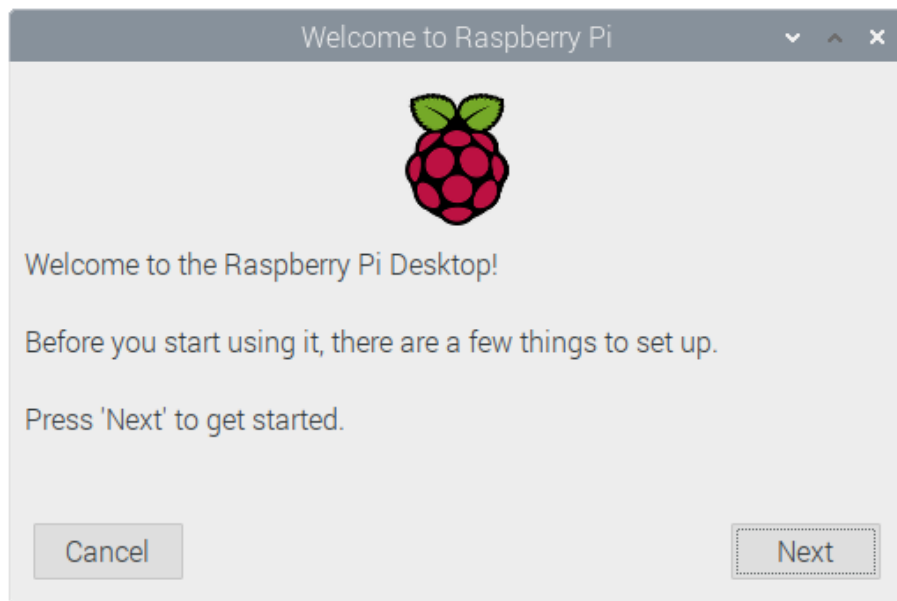 Welcome to Raspberry Pi
Welcome to the Raspberry Pi Desktop!
Before you start using it, there are a few things to set up.
Press 'Next' to get started.
Cancel
Next